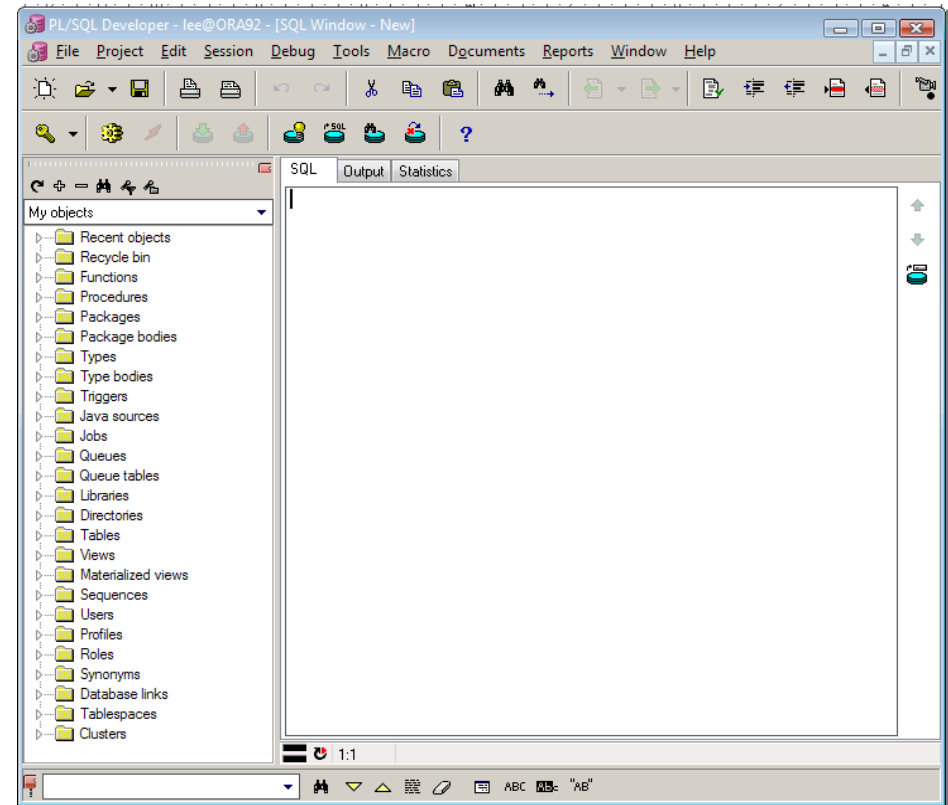 PL/SQL Developer - lee@ORA92 - [SQL Window - New]
File Project Edit Session Debug Tools Macro Documents Reports Window Help
SQL
?
SQL Output Statistics
My objects
Recent objects
Recycle bin
Functions
Procedures
Packages
Package bodies
Types
Type bodies
Triggers
Java sources
Jobs
Queues
Queue tables
Libraries
Directories
Tables
Views
Materialized views
Sequences
Users
Profiles
Roles
Synonyms
Database links
Tablespaces
Clusters
1:1
ABC "AB"